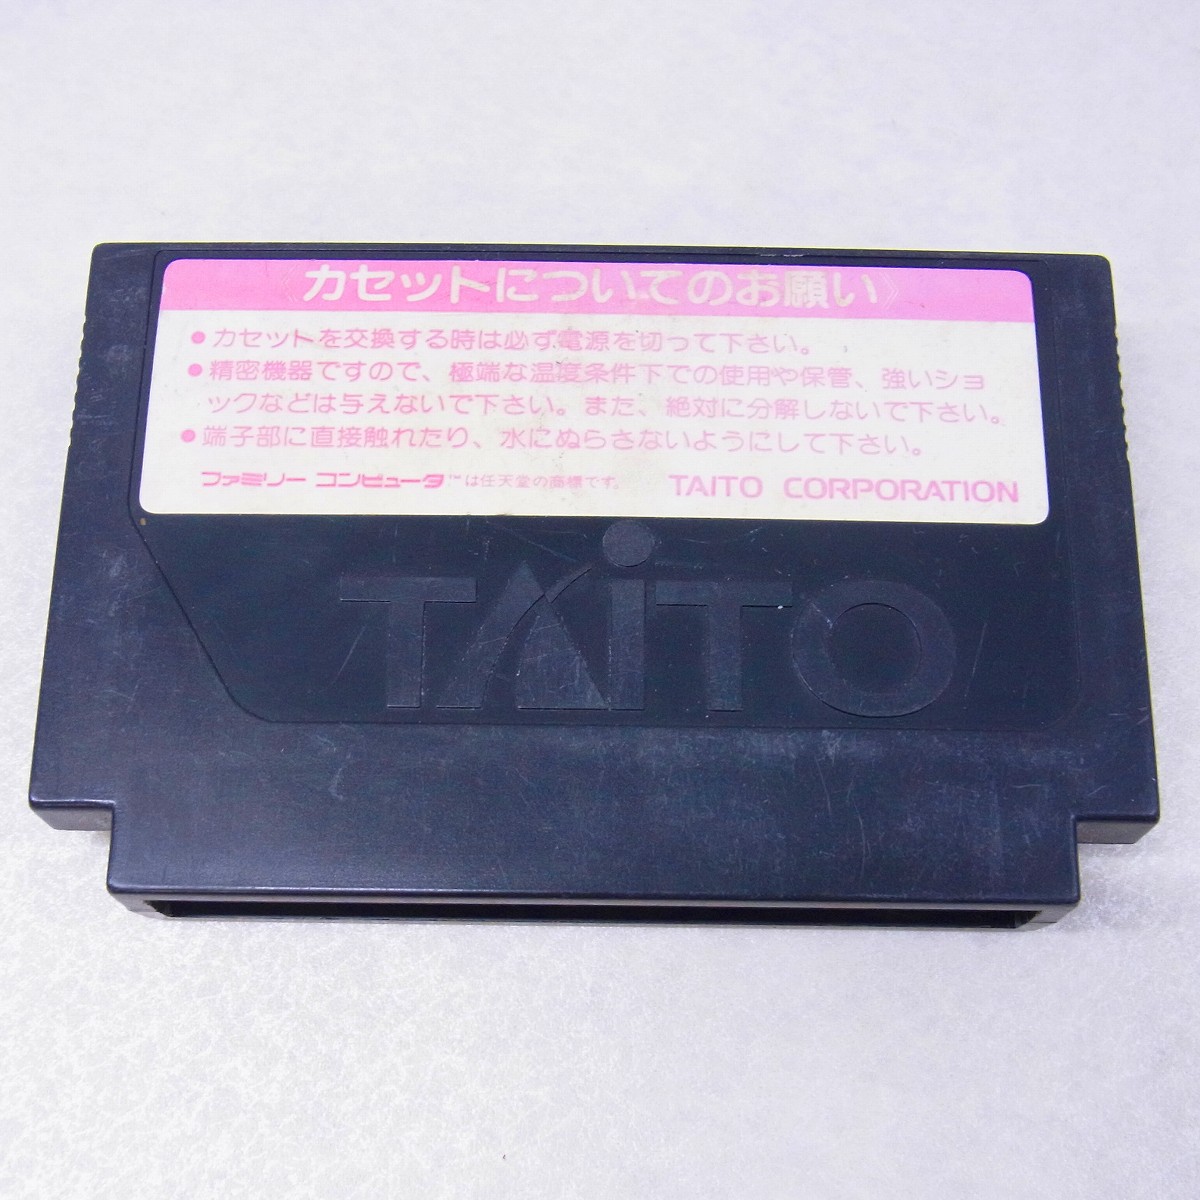 《カセットについてのお願い》
●カセットを交換する時は必ず電源を切って下さい。
●精密機器ですので、極端な温度条件下での使用や保管、強いショ
ックなどは与えないで下さい。また、絶対に分解しないで下さい。
●端子部に直接触れたり、水にぬらさないようにして下さい。
ファミリー コンピュータ™は任天堂の商標です。 TAITO CORPORATION
TAITO